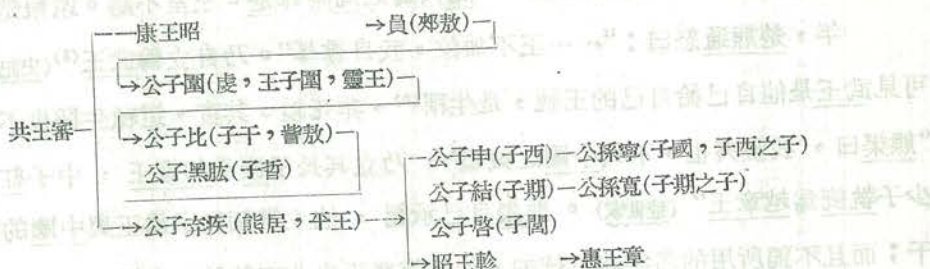 康王昭 →員(郟敖)
→公子圍(虔，王子圍，靈王)
共王審
→公子比(子干，訾敖)
公子黑肱(子晳)
→公子弃疾(熊居，平王)
公子申(子西)—公孫寧(子國，子西之子)
公子結(子期)—公孫寬(子期之子)
公子啓(子閭)
→昭王軫 →惠王章